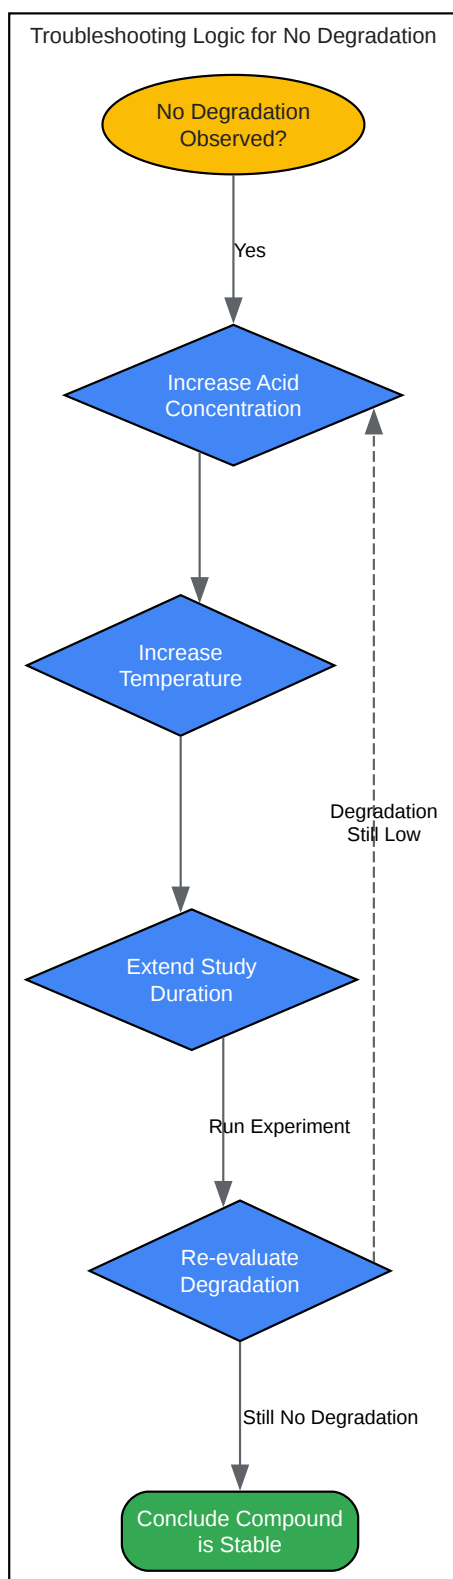 Troubleshooting Logic for No Degradation
No Degradation
Observed?
Yes
Increase Acid
Concentration
Increase
Temperature
Degradation
Still Low
Extend Study
Duration
Run Experiment
Re-evaluate
Degradation
Still No Degradation
Conclude Compound
is Stable